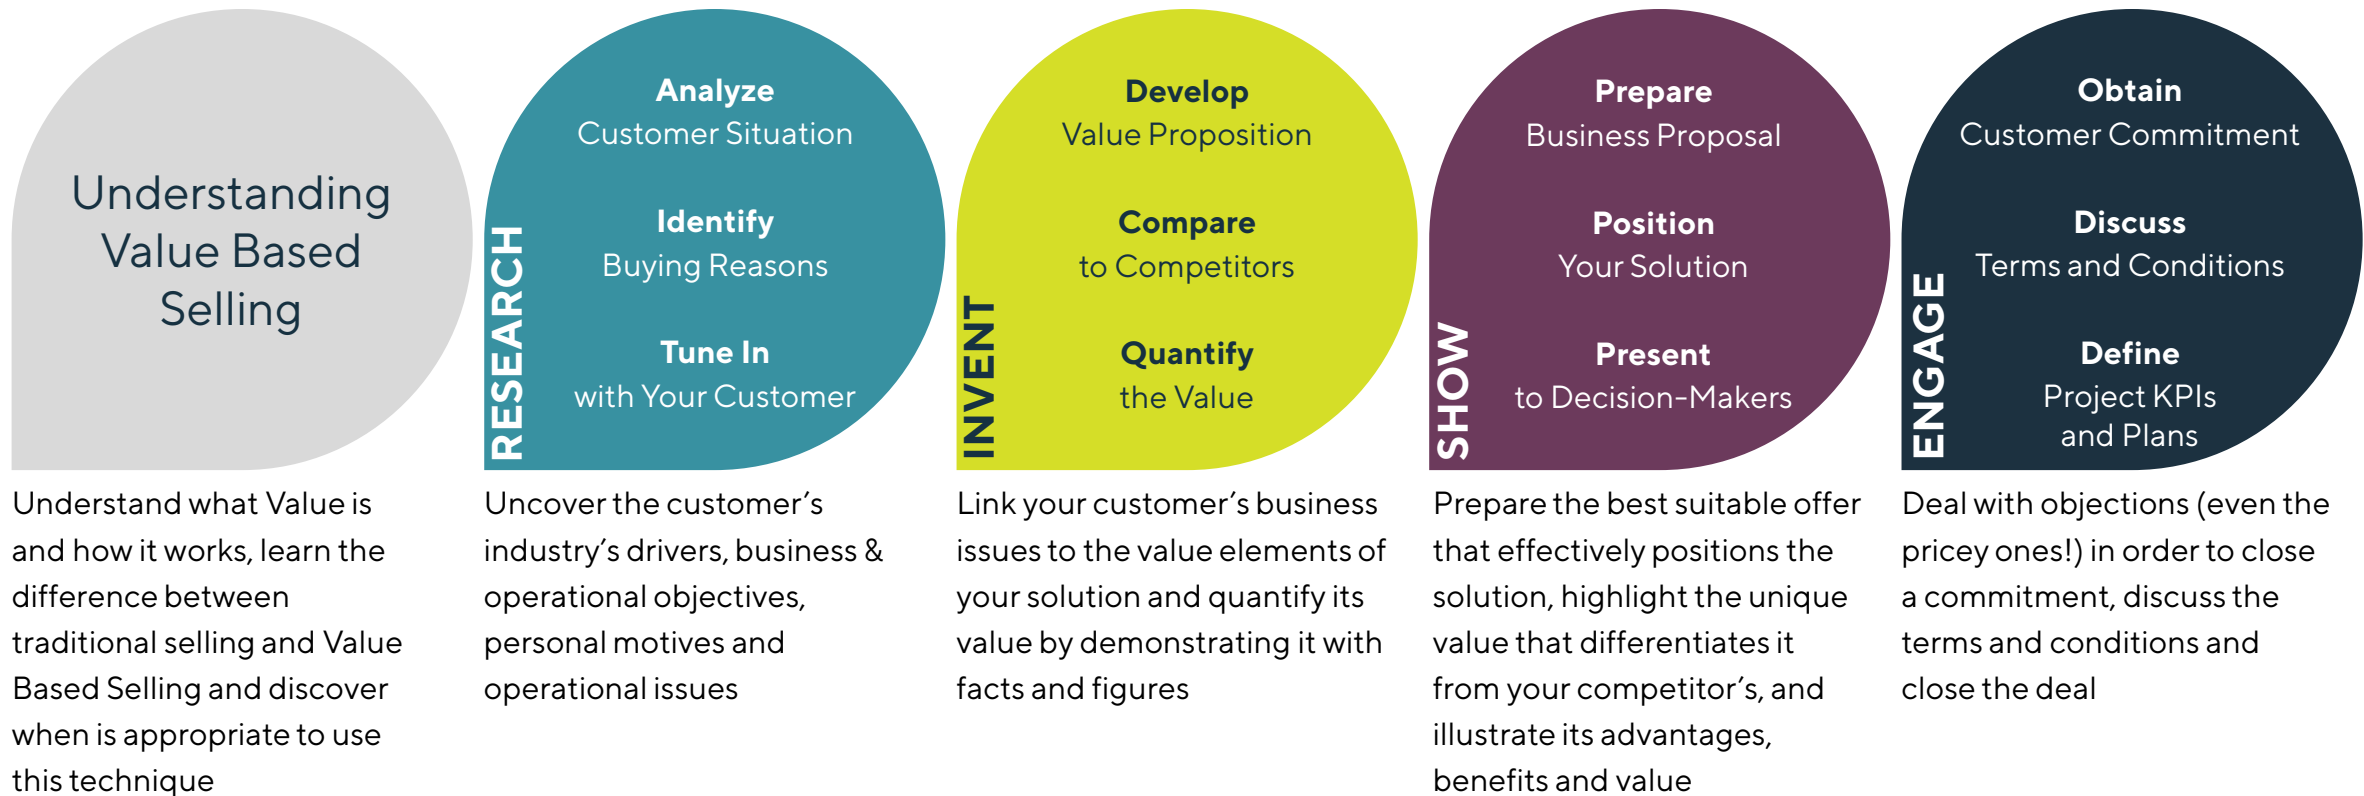 Understanding
Value Based
Selling
Understand what Value is
and how it works, learn the
difference between
traditional selling and Value
Based Selling and discover
when is appropriate to use
this technique
RESEARCH
Analyze
Customer Situation
Identify
Buying Reasons
Tune In
with Your Customer
Uncover the customer's
industry's drivers, business &
operational objectives,
personal motives and
operational issues
INVENT
Develop
Value Proposition
Compare
to Competitors
Quantify
the Value
Link your customer's business
issues to the value elements of
your solution and quantify its
value by demonstrating it with
facts and figures
SHOW
Prepare
Business Proposal
Position
Your Solution
Present
to Decision-Makers
Prepare the best suitable offer
that effectively positions the
solution, highlight the unique
value that differentiates it
from your competitor's, and
illustrate its advantages,
benefits and value
ENGAGE
Obtain
Customer Commitment
Discuss
Terms and Conditions
Define
Project KPIs
and Plans
Deal with objections (even the
pricey ones!) in order to close
a commitment, discuss the
terms and conditions and
close the deal